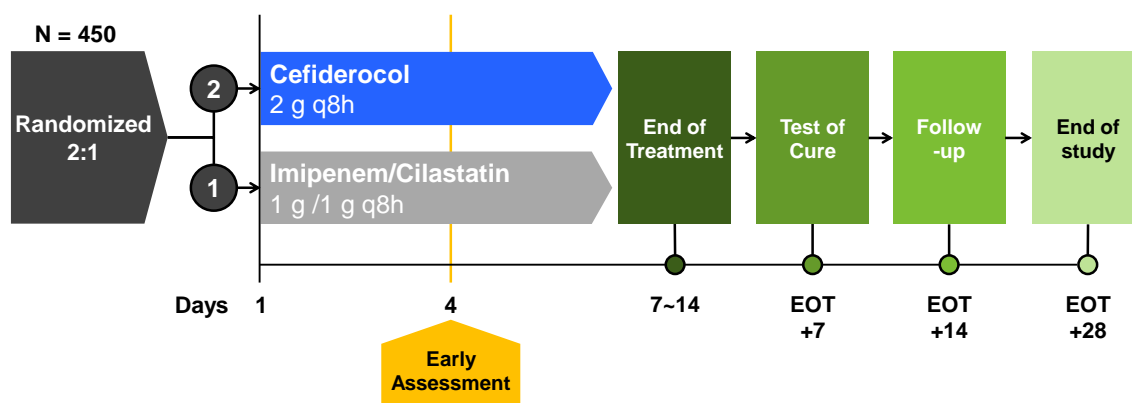 N = 450
Randomized
2:1
2
1
Cefiderocol
2 g q8h
Imipenem/Cilastatin
1 g /1 g q8h
End of
Treatment
Test of
Cure
Follow
-up
End of
study
Days
1
4
7~14
EOT
+7
EOT
+14
EOT
+28
Early
Assessment